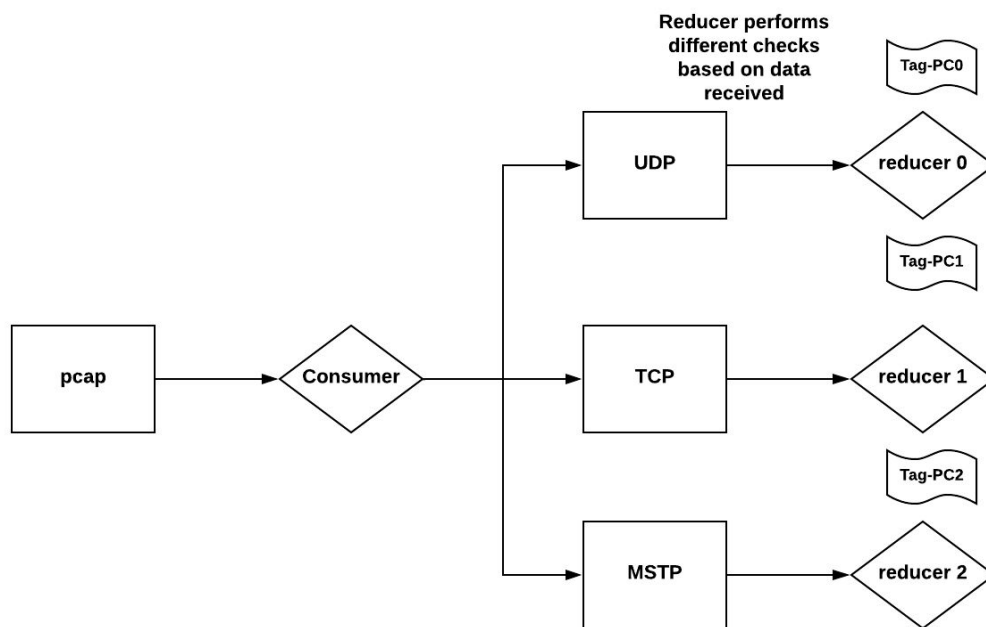 Reducer performs
different checks
based on data
received
Tag-PC0
UDP
reducer 0
Tag-PC1
pcap
Consumer
TCP
reducer 1
Tag-PC2
MSTP
reducer 2